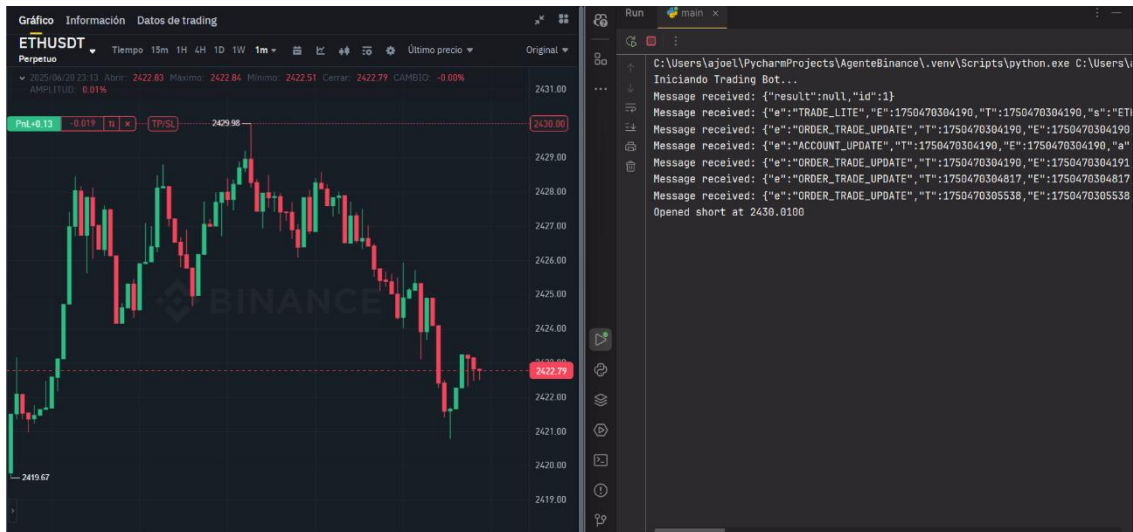 Gráfico Información Datos de trading
ETHUSDT
Perpetuo
Tiempo 15m 1H 4H 1D 1W 1m
Último precio
Original
2025/06/20 23:13 Abrir: 2422.83 Máximo: 2422.84 Mínimo: 2422.51 Cerrar: 2422.79 CAMBIO: -0.00%
AMPLITUD: 0.01%
2431.00
PnL+0.13 -0.019 TP/SL 2429.98 2430.00
2429.00
2428.00
2427.00
2426.00
2425.00
BINANCE
2424.00
2422.79
2422.00
2421.00
2420.00
2419.67
2419.00
Run main
C:\Users\ajoel\PycharmProjects\AgenteBinance\.venv\Scripts\python.exe C:\Users\a
Iniciando Trading Bot...
Message received: {"result":null,"id":1}
Message received: {"e":"TRADE_LITE","E":1750470304190,"T":1750470304190,"s":"ETH
Message received: {"e":"ORDER_TRADE_UPDATE","T":1750470304190,"E":1750470304190
Message received: {"e":"ACCOUNT_UPDATE","T":1750470304190,"E":1750470304190,"a"
Message received: {"e":"ORDER_TRADE_UPDATE","T":1750470304190,"E":1750470304191
Message received: {"e":"ORDER_TRADE_UPDATE","T":1750470304817,"E":1750470304817
Message received: {"e":"ORDER_TRADE_UPDATE","T":1750470305538,"E":1750470305538
Opened short at 2430.0100